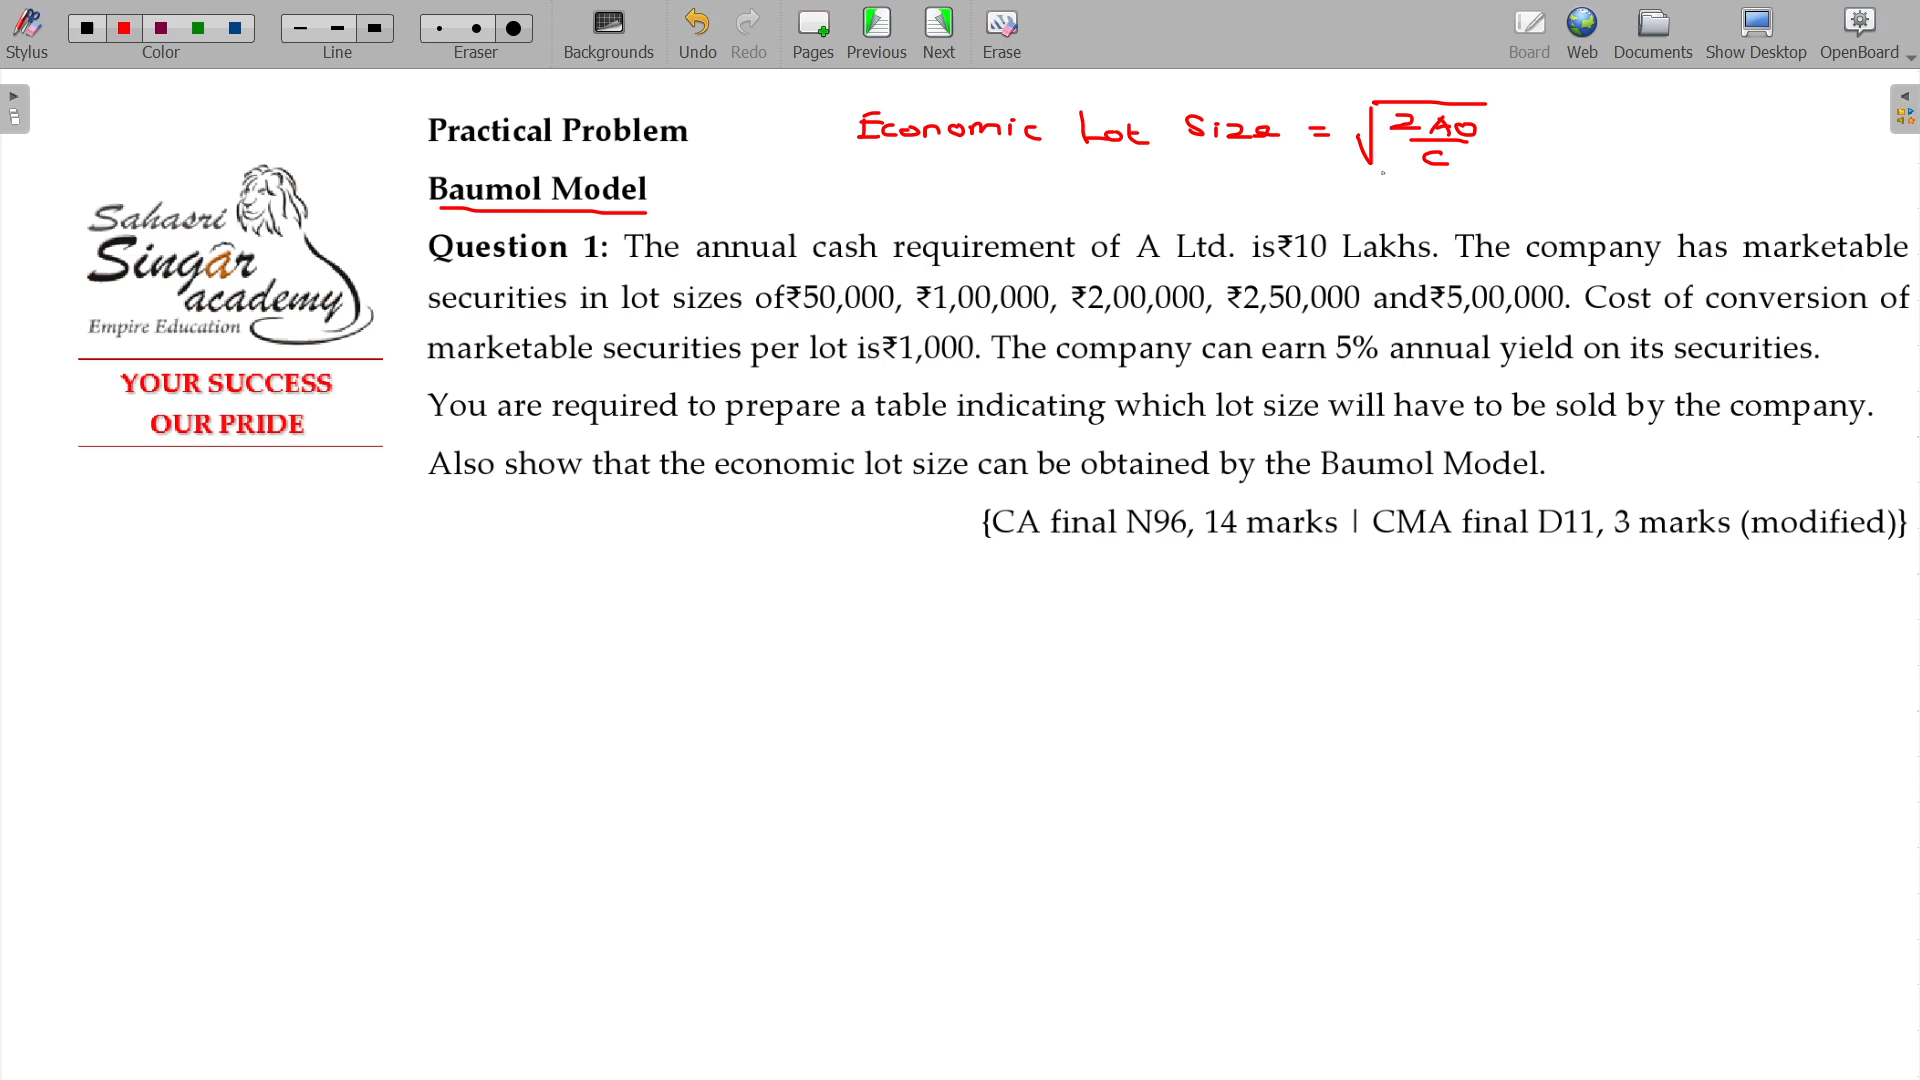 Stylus Color Line Eraser Backgrounds Undo Redo Pages Previous Next Erase Board Web Documents Show Desktop OpenBoard
Practical Problem
Economic Lot Size = √(2AO/C)
Baumol Model
Sahasri
Singar
academy
Empire Education
YOUR SUCCESS
OUR PRIDE
Question 1: The annual cash requirement of A Ltd. is₹10 Lakhs. The company has marketable
securities in lot sizes of₹50,000, ₹1,00,000, ₹2,00,000, ₹2,50,000 and₹5,00,000. Cost of conversion of
marketable securities per lot is₹1,000. The company can earn 5% annual yield on its securities.
You are required to prepare a table indicating which lot size will have to be sold by the company.
Also show that the economic lot size can be obtained by the Baumol Model.
{CA final N96, 14 marks | CMA final D11, 3 marks (modified)}